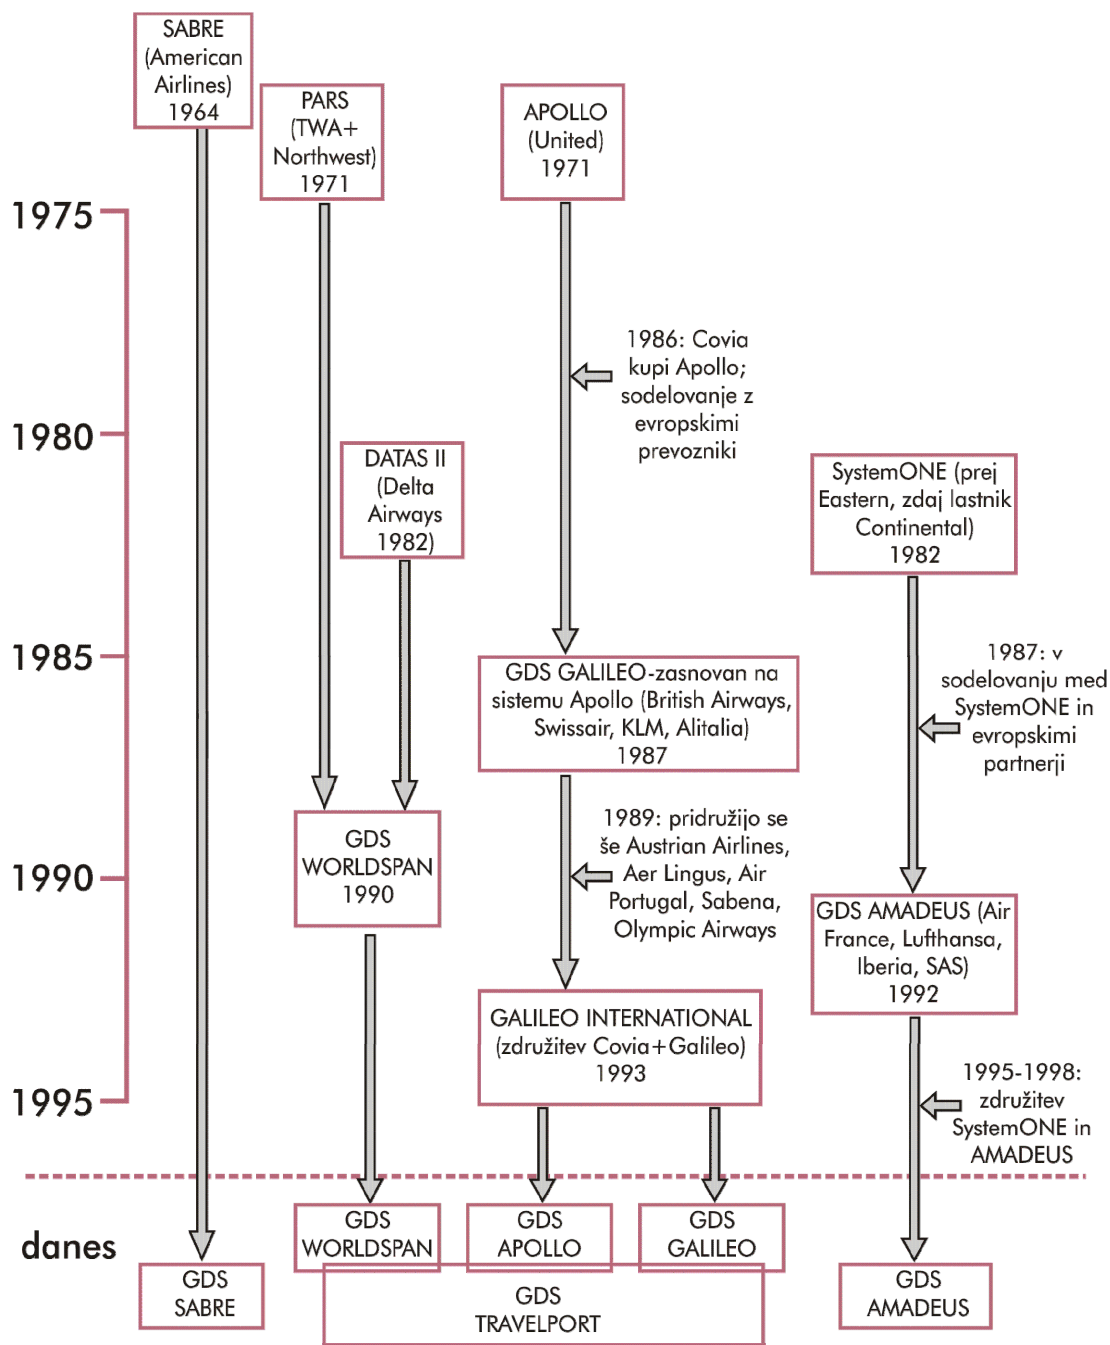 SABRE
(American
Airlines)
1964
PARS
(TWA+
Northwest)
1971
APOLLO
(United)
1971
1975
1986: Covia
kupi Apollo;
sodelovanje z
evropskimi
prevozniki
1980
DATAS II
(Delta
Airways
1982)
SystemONE (prej
Eastern, zdaj lastnik
Continental)
1982
1985
GDS GALILEO-zasnovan na
sistemu Apollo (British Airways,
Swissair, KLM, Alitalia)
1987
1987: v
sodelovanju med
SystemONE in
evropskimi
partnerji
GDS
WORLDSPAN
1990
1989: pridružijo se
še Austrian Airlines,
Aer Lingus, Air
Portugal, Sabena,
Olympic Airways
1990
GDS AMADEUS (Air
France, Lufthansa,
Iberia, SAS)
1992
GALILEO INTERNATIONAL
(združitev Covia+Galileo)
1993
1995
1995-1998:
združitev
SystemONE in
AMADEUS
danes
GDS
WORLDSPAN
GDS
APOLLO
GDS
GALILEO
GDS
SABRE
GDS
TRAVELPORT
GDS
AMADEUS